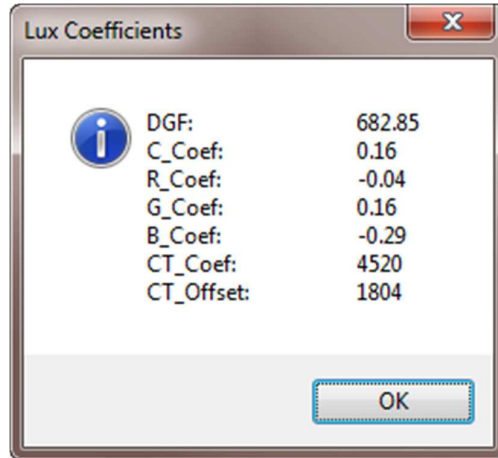 Lux Coefficients
DGF: 682.85
C_Coef: 0.16
R_Coef: -0.04
G_Coef: 0.16
B_Coef: -0.29
CT_Coef: 4520
CT_Offset: 1804
OK